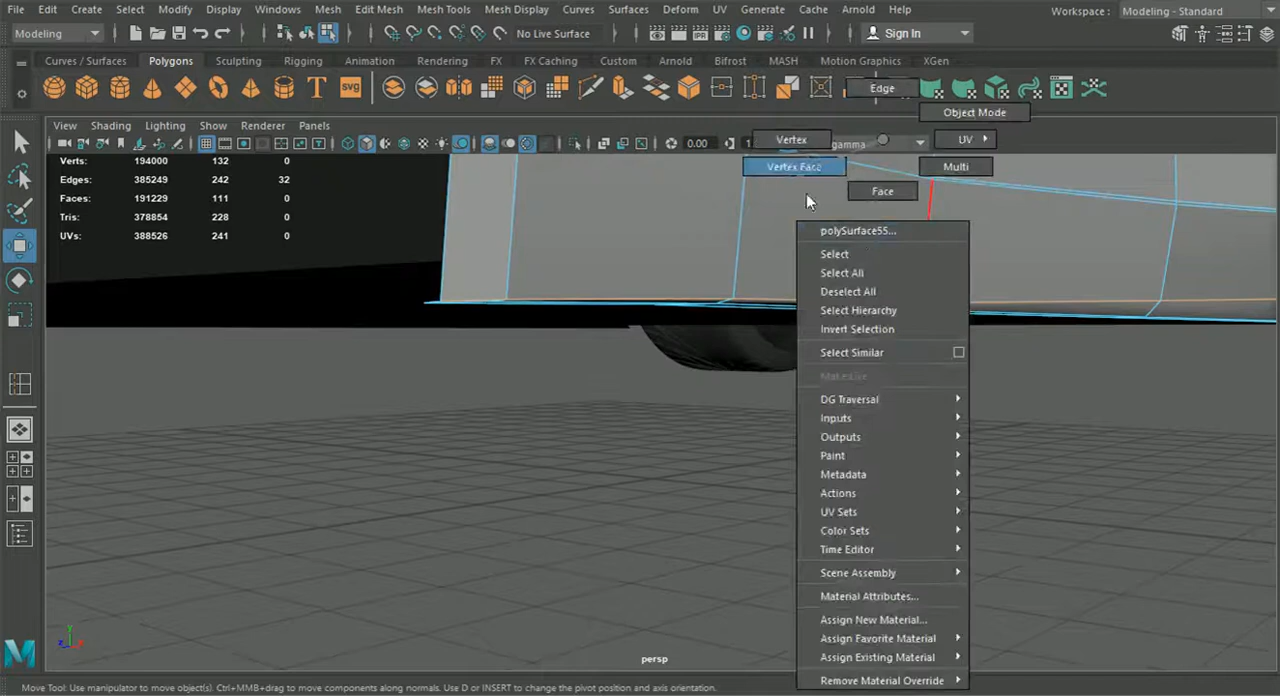 File Edit Create Select Modify Display Windows Mesh Edit Mesh Mesh Tools Mesh Display Curves Surfaces Deform UV Generate Cache Arnold Help Workspace : Modeling - Standard
Modeling No Live Surface Sign In
Curves / Surfaces Polygons Sculpting Rigging Animation Rendering FX FX Caching Custom Arnold Bifrost MASH Motion Graphics XGen
T SVG Edge
Object Mode
View Shading Lighting Show Renderer Panels
0.00 gamma
Vertex UV
Vertex Face Multi
Face
Verts: 194000 132 0
Edges: 385249 242 32
Faces: 191229 111 0
Tris: 378854 228 0
UVs: 388526 241 0
polySurface55...
Select
Select All
Deselect All
Select Hierarchy
Invert Selection
Select Similar
Make Live
DG Traversal
Inputs
Outputs
Paint
Metadata
Actions
UV Sets
Color Sets
Time Editor
Scene Assembly
Material Attributes...
Assign New Material...
Assign Favorite Material
Assign Existing Material
Remove Material Override
persp
Move Tool: Use manipulator to move object(s). Ctrl+MMB+drag to move components along normals. Use D or INSERT to change the pivot position and axis orientation.